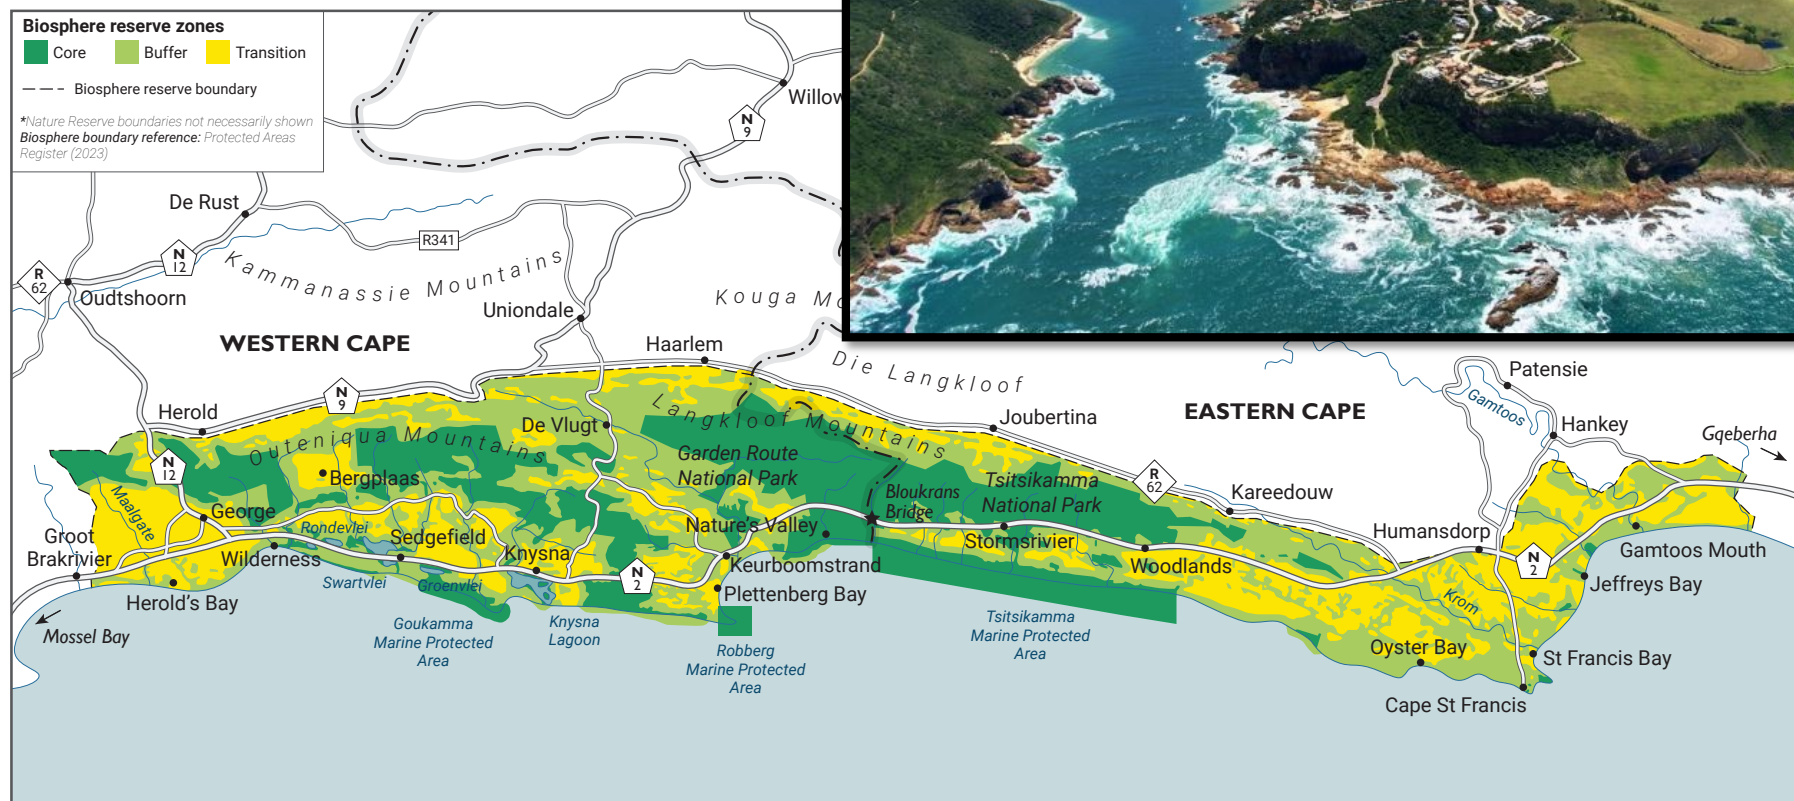 Biosphere reserve zones
Core
Buffer
Transition
Biosphere reserve boundary
*Nature Reserve boundaries not necessarily shown
Biosphere boundary reference: Protected Areas
Register (2023)
Willow
N
9
De Rust
R341
N
12
R
62
Oudtshoorn
Kammanassie Mountains
Kouga
Uniondale
WESTERN CAPE
Haarlem
Die Langkloof
Patensie
EASTERN CAPE
Gamtoos
N
9
Herold
Joubertina
Hankey
Gqeberha
Langkloof Mountains
De Vlugt
Outeniqua Mountains
Garden Route
National Park
N
12
Bergplaas
Tsitsikamma
National Park
R
62
Kareedouw
Maalgate
George
Bloukrans
Bridge
Nature's Valley
Rondevlei
Groot
Brakrivier
Sedgefield
Stormsrivier
Humansdorp
Wilderness
Knysna
Keurboomstrand
Woodlands
N
2
Gamtoos Mouth
N
2
Swartvlei
Groenvlei
Jeffreys Bay
Herold's Bay
Plettenberg Bay
Krom
Mossel Bay
Goukamma
Marine Protected
Area
Knysna
Lagoon
Tsitsikamma
Marine Protected
Area
Robberg
Marine Protected
Area
Oyster Bay
St Francis Bay
Cape St Francis